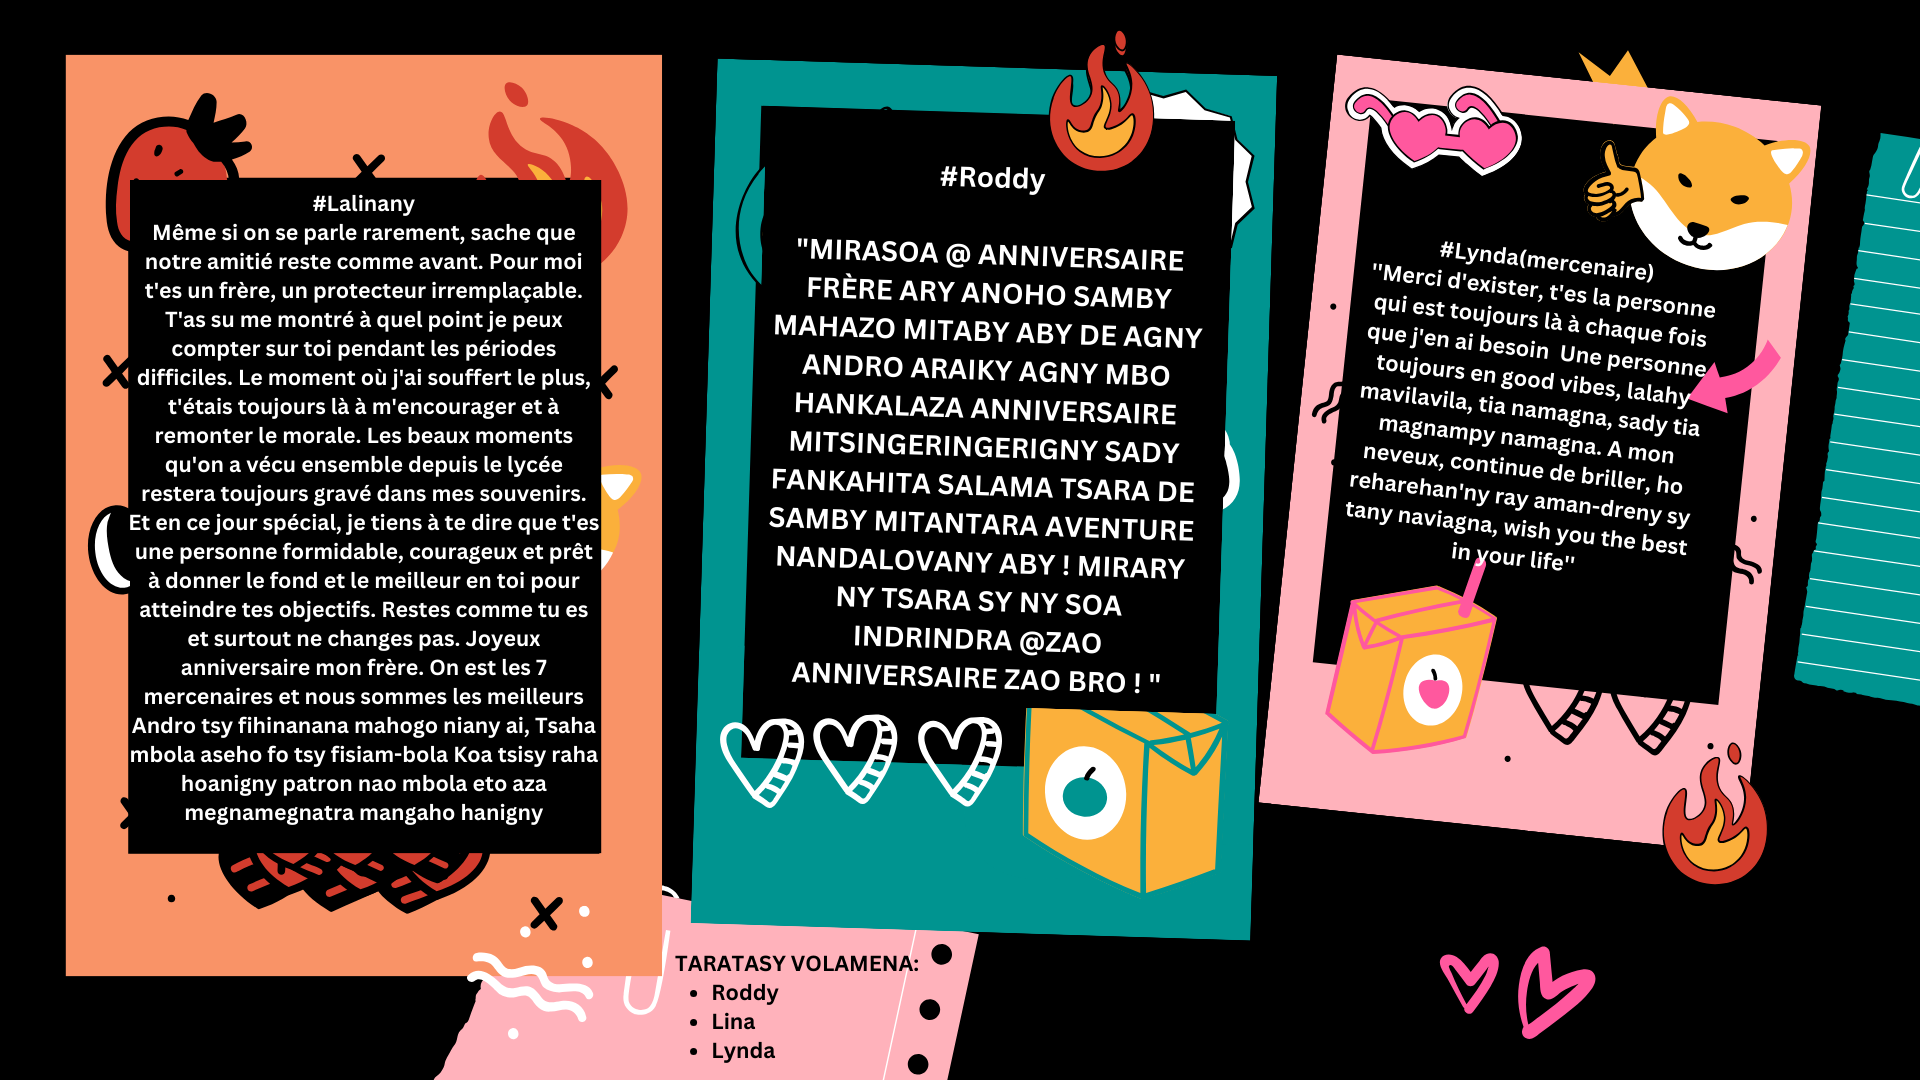 #Lalinany
Même si on se parle rarement, sache que
notre amitié reste comme avant. Pour moi
t'es un frère, un protecteur irremplaçable.
T'as su me montré à quel point je peux
compter sur toi pendant les périodes
difficiles. Le moment où j'ai souffert le plus,
t'étais toujours là à m'encourager et à
remonter le morale. Les beaux moments
qu'on a vécu ensemble depuis le lycée
restera toujours gravé dans mes souvenirs.
Et en ce jour spécial, je tiens à te dire que t'es
une personne formidable, courageux et prêt
à donner le fond et le meilleur en toi pour
atteindre tes objectifs. Restes comme tu es
et surtout ne changes pas. Joyeux
anniversaire mon frère. On est les 7
mercenaires et nous sommes les meilleurs
Andro tsy fihinanana mahogo niany ai, Tsaha
mbola aseho fo tsy fisiam-bola Koa tsisy raha
hoanigny patron nao mbola eto aza
megnamegnatra mangaho hanigny
#Roddy
"MIRASOA @ ANNIVERSAIRE
FRÈRE ARY ANOHO SAMBY
MAHAZO MITABY ABY DE AGNY
ANDRO ARAIKY AGNY MBO
HANKALAZA ANNIVERSAIRE
MITSINGERINGERIGNY SADY
FANKAHITA SALAMA TSARA DE
SAMBY MITANTARA AVENTURE
NANDALOVANY ABY ! MIRARY
NY TSARA SY NY SOA
INDRINDRA @ZAO
ANNIVERSAIRE ZAO BRO ! "
#Lynda(mercenaire)
"Merci d'exister, t'es la personne
qui est toujours là à chaque fois
que j'en ai besoin  Une personne
toujours en good vibes, lalahy
mavilavila, tia namagna, sady tia
magnampy namagna. A mon
neveux, continue de briller, ho
reharehan'ny ray aman-dreny sy
tany naviagna, wish you the best
in your life"
TARATASY VOLAMENA:
• Roddy
• Lina
• Lynda